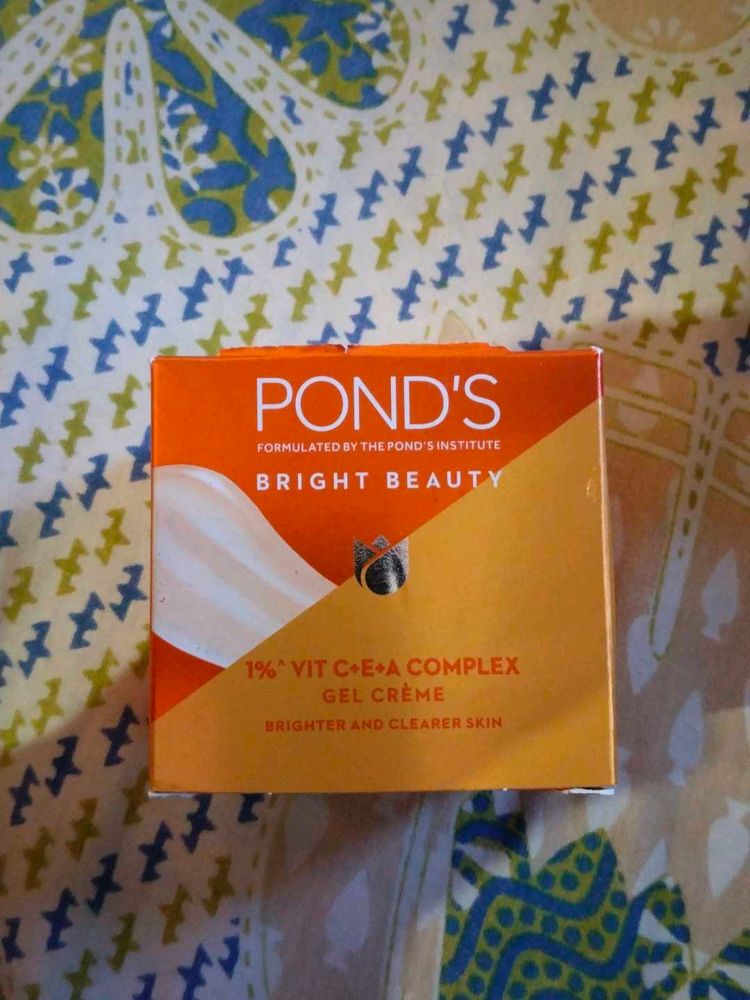 POND'S
FORMULATED BY THE POND'S INSTITUTE
BRIGHT BEAUTY
1%^ VIT C+E+A COMPLEX
GEL CRÈME
BRIGHTER AND CLEARER SKIN